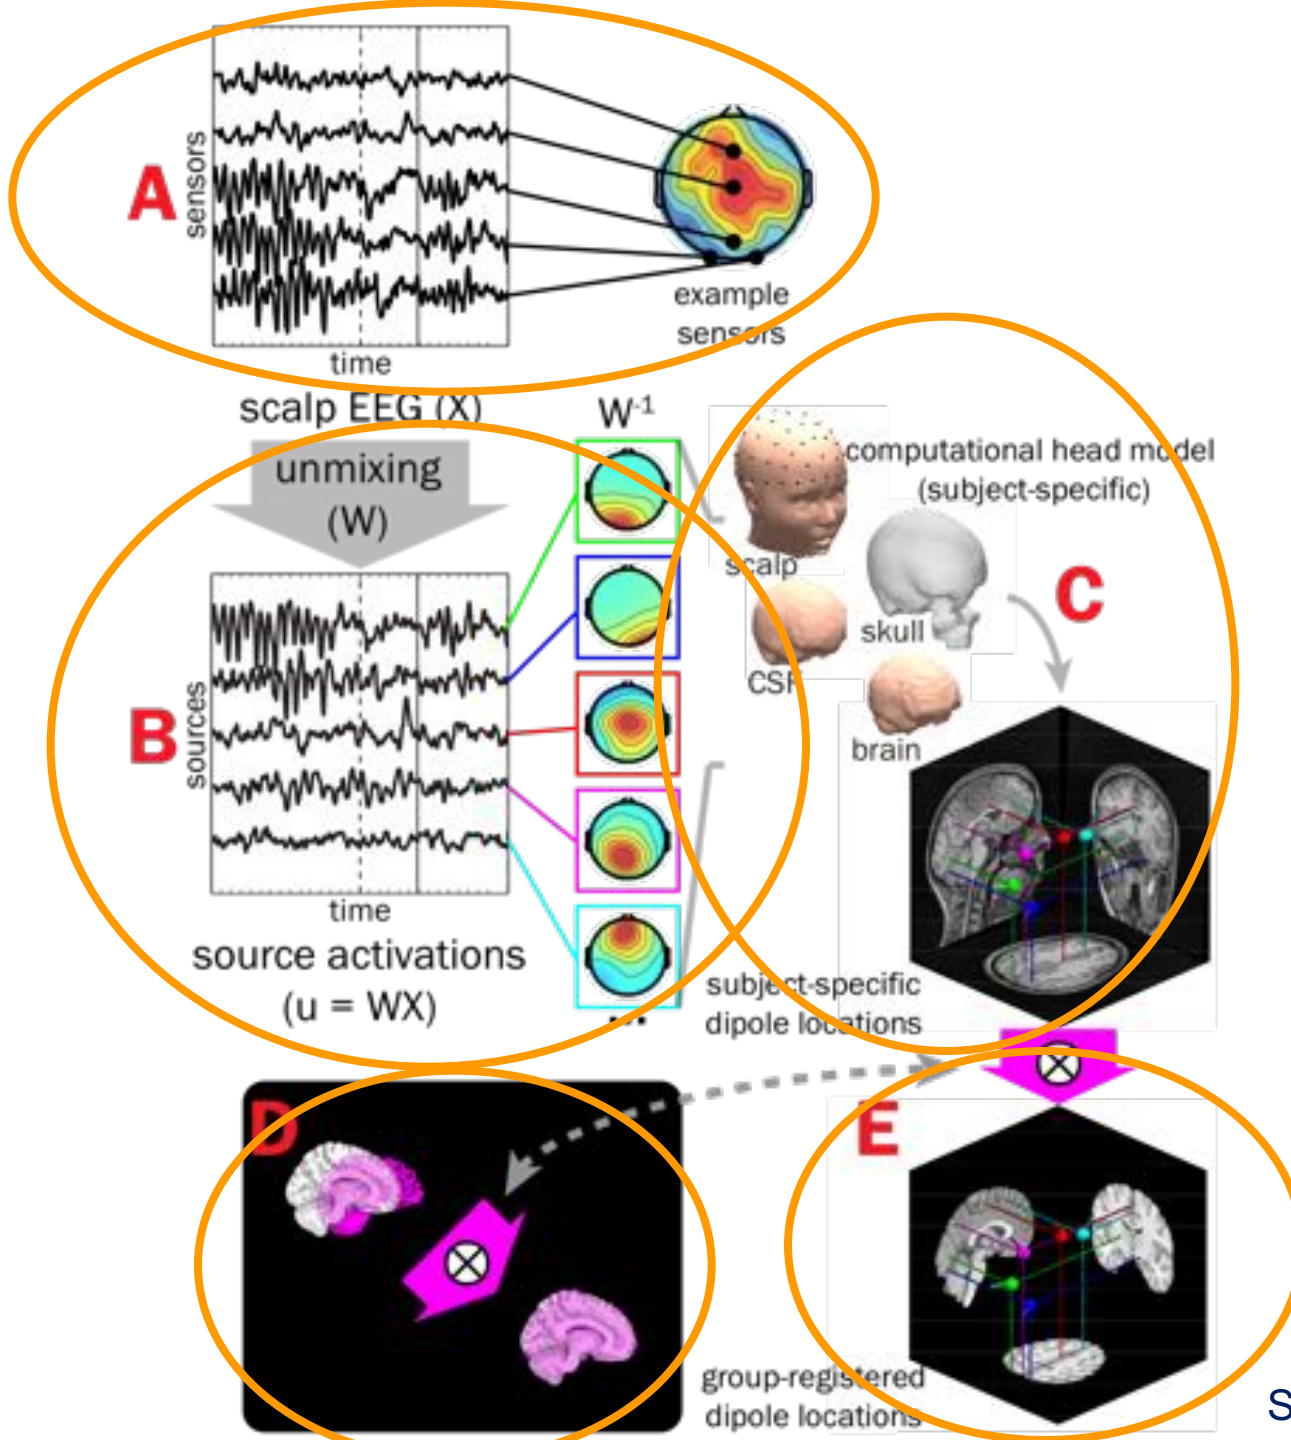 A
sensors
time
example
sensors
scalp EEG (X)
unmixing
(W)
W-1
B
sources
time
source activations
(u = WX)
...
computational head model
(subject-specific)
scalp
skull
CSF
brain
C
subject-specific
dipole locations
D
E
group-registered
dipole locations
S